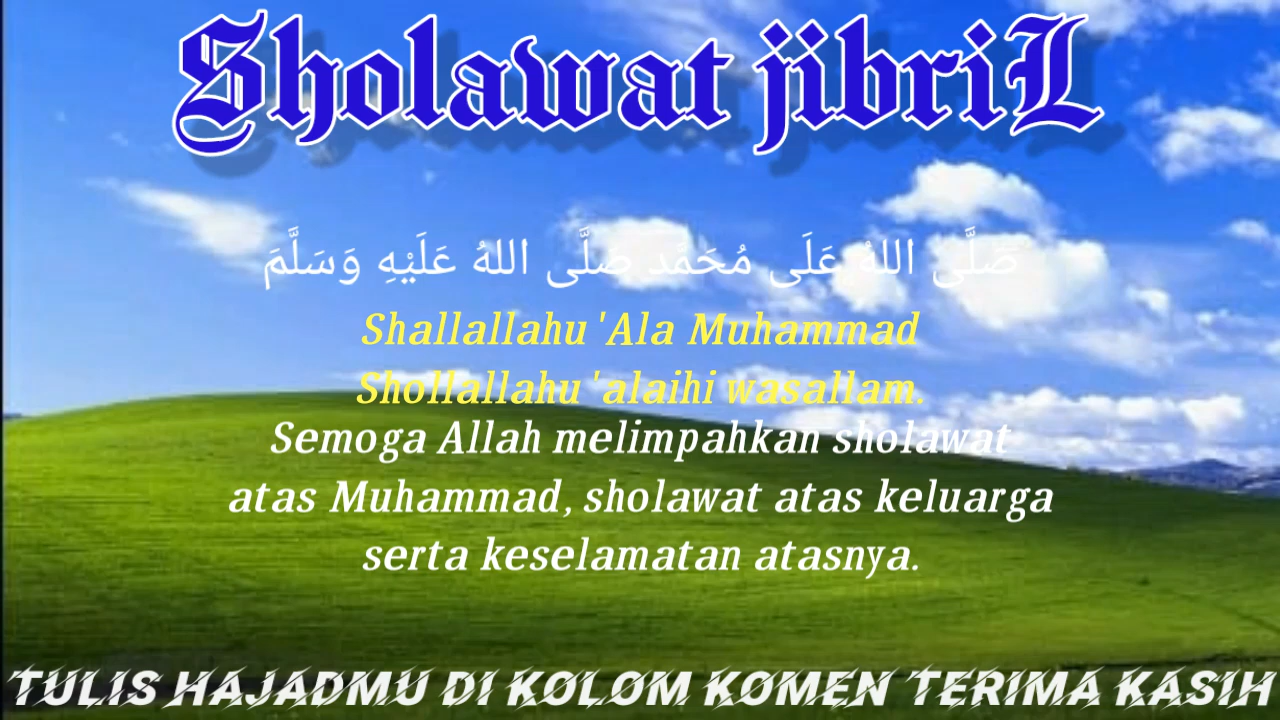 Sholawat jibriL
صَلَّى اللهُ عَلَى مُحَمَّد صَلَّى اللهُ عَلَيْهِ وَسَلَّمَ
Shallallahu 'Ala Muhammad
Shollallahu 'alaihi wasallam.
Semoga Allah melimpahkan sholawat
atas Muhammad, sholawat atas keluarga
serta keselamatan atasnya.
TULIS HAJADMU DI KOLOM KOMEN TERIMA KASIH